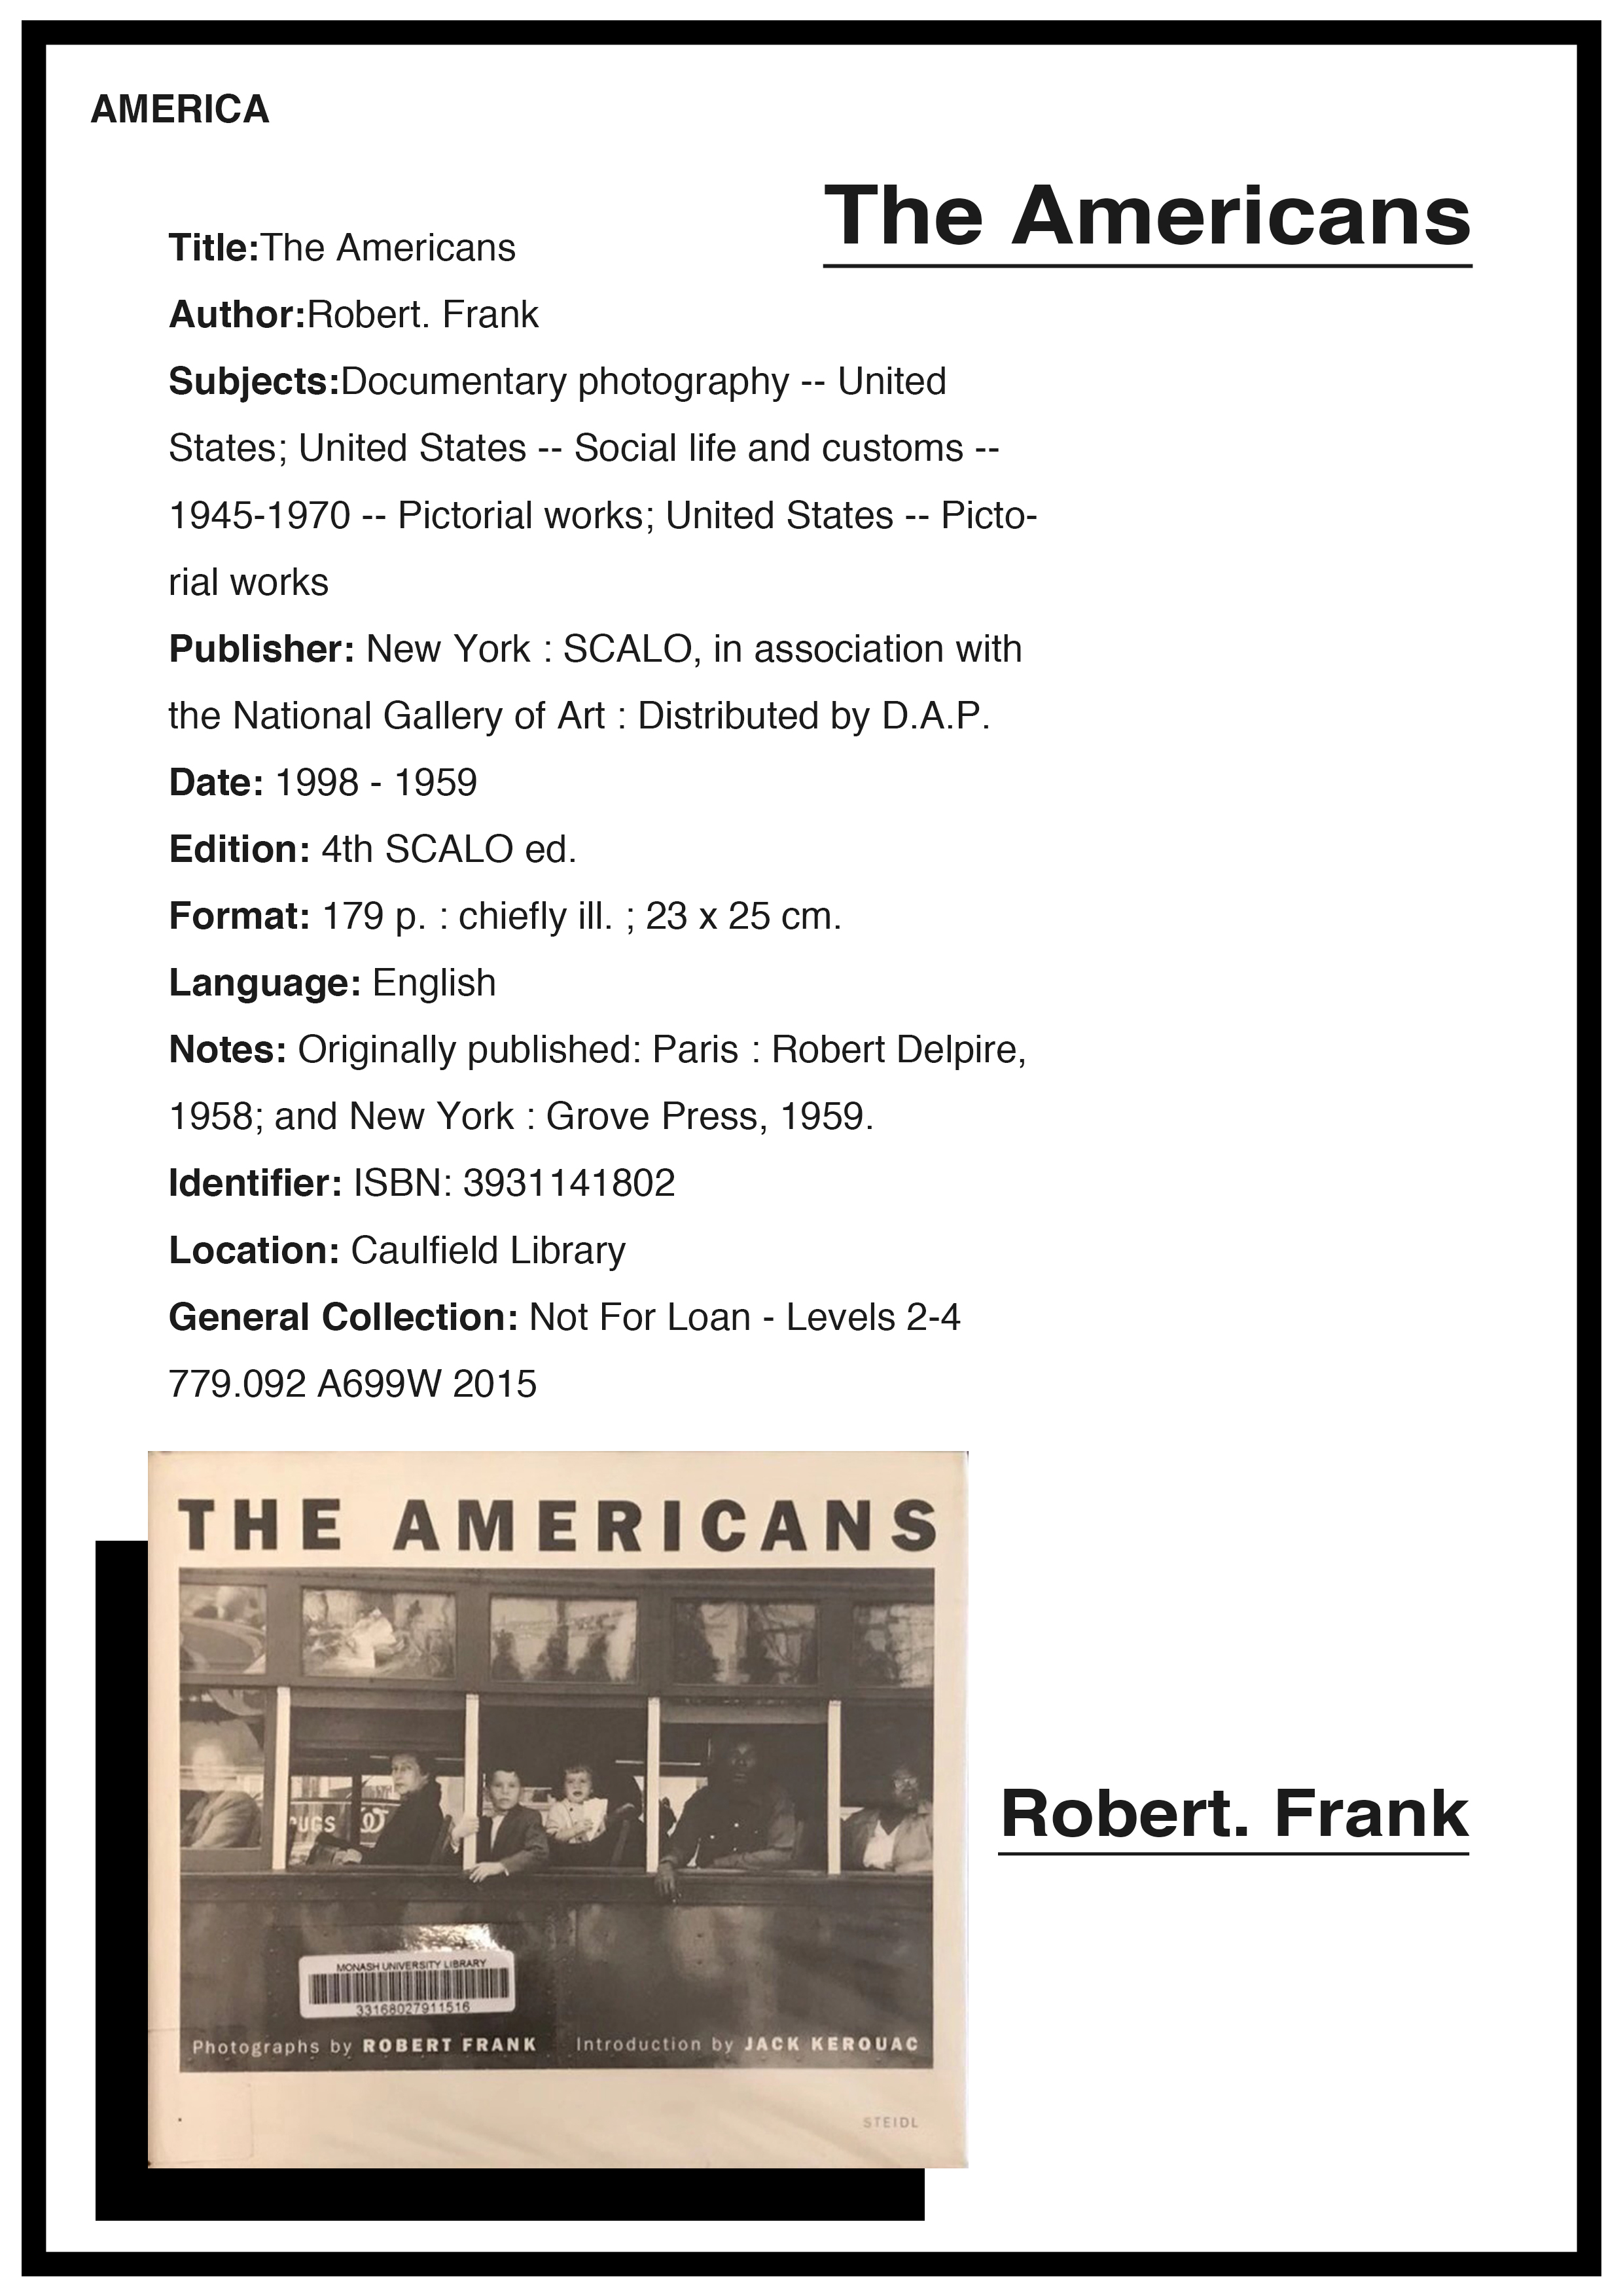 AMERICA
The Americans
Title:The Americans
Author:Robert. Frank
Subjects:Documentary photography -- United
States; United States -- Social life and customs --
1945-1970 -- Pictorial works; United States -- Picto-
rial works
Publisher: New York : SCALO, in association with
the National Gallery of Art : Distributed by D.A.P.
Date: 1998 - 1959
Edition: 4th SCALO ed.
Format: 179 p. : chiefly ill. ; 23 x 25 cm.
Language: English
Notes: Originally published: Paris : Robert Delpire,
1958; and New York : Grove Press, 1959.
Identifier: ISBN: 3931141802
Location: Caulfield Library
General Collection: Not For Loan - Levels 2-4
779.092 A699W 2015
THE AMERICANS
UGS
MONASH UNIVERSITY LIBRARY
33168027911516
Photographs by ROBERT FRANK Introduction by JACK KEROUAC
STEIDL
Robert. Frank